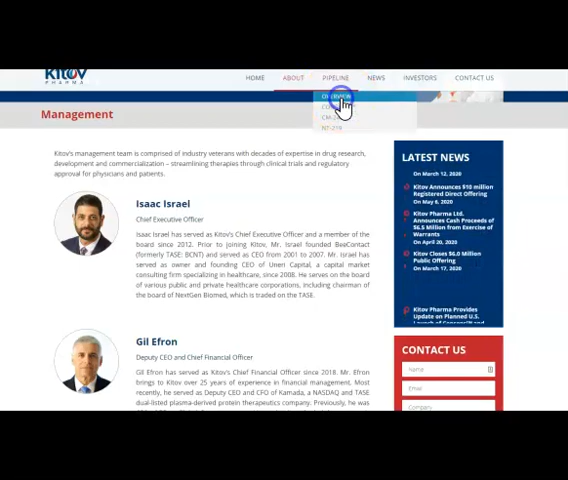 KitOV
PHARMA
HOME
ABOUT
PIPELINE
NEWS
INVESTORS
CONTACT US
OVERVIEW
NT-219
Management
Kitov's management team is comprised of industry veterans with decades of expertise in drug research,
development and commercialization – streamlining therapies through clinical trials and regulatory
approval for physicians and patients.
Isaac Israel
Chief Executive Officer
Isaac Israel has served as Kitov's Chief Executive Officer and a member of the
board since 2012. Prior to joining Kitov, Mr. Israel founded BeeContact
(formerly TASE: BCNT) and served as CEO from 2001 to 2007. Mr. Israel has
served as owner and founding CEO of Uneri Capital, a capital market
consulting firm specializing in healthcare, since 2008. He serves on the board
of various public and private healthcare corporations, including chairman of
the board of NextGen Biomed, which is traded on the TASE.
Gil Efron
Deputy CEO and Chief Financial Officer
Gil Efron has served as Kitov's Chief Financial Officer since 2018. Mr. Efron
brings to Kitov over 25 years of experience in financial management. Most
recently, he served as Deputy CEO and CFO of Kamada, a NASDAQ and TASE
dual-listed plasma-derived protein therapeutics company. Previously, he was
LATEST NEWS
On March 12, 2020
Kitov Announces $10 million
Registered Direct Offering
On May 6, 2020
Kitov Pharma Ltd.
Announces Cash Proceeds of
$6.5 million from Exercise of
Warrants
On April 20, 2020
Kitov Closes $6.0 million
Public Offering
On March 17, 2020
Kitov Pharma Provides
Update on Planned U.S.
CONTACT US
Name
Email
Company